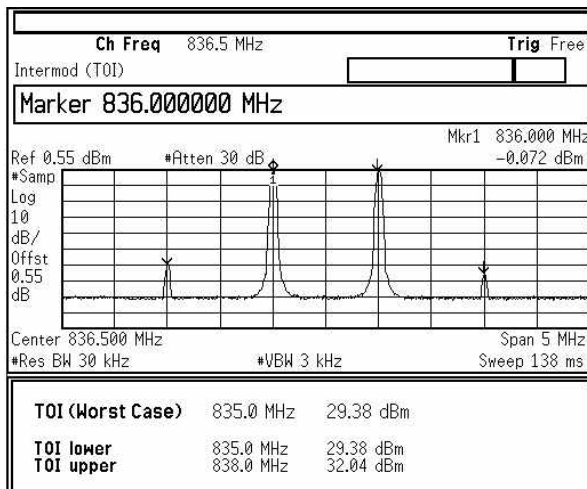 Ch Freq 836.5 MHz Trig Free
Intermod (TOI)
Marker 836.000000 MHz
Mkr1 836.000 MHz
Ref 0.55 dBm #Atten 30 dB -0.072 dBm
#Samp
Log
10
dB/
Offst
0.55
dB
1
Center 836.500 MHz Span 5 MHz
#Res BW 30 kHz #VBW 3 kHz Sweep 138 ms
TOI (Worst Case) 835.0 MHz 29.38 dBm
TOI lower 835.0 MHz 29.38 dBm
TOI upper 838.0 MHz 32.04 dBm